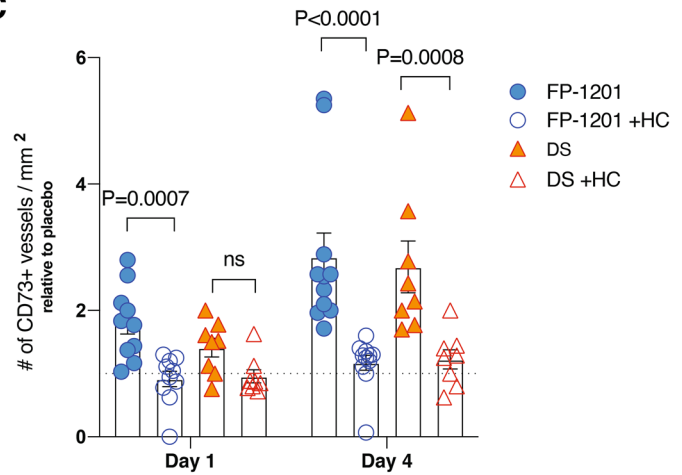 P<0.0001
P=0.0008
6
FP-1201
FP-1201 +HC
DS
DS +HC
4
P=0.0007
ns
2
0
# of CD73+ vessels / mm 2
relative to placebo
Day 1
Day 4